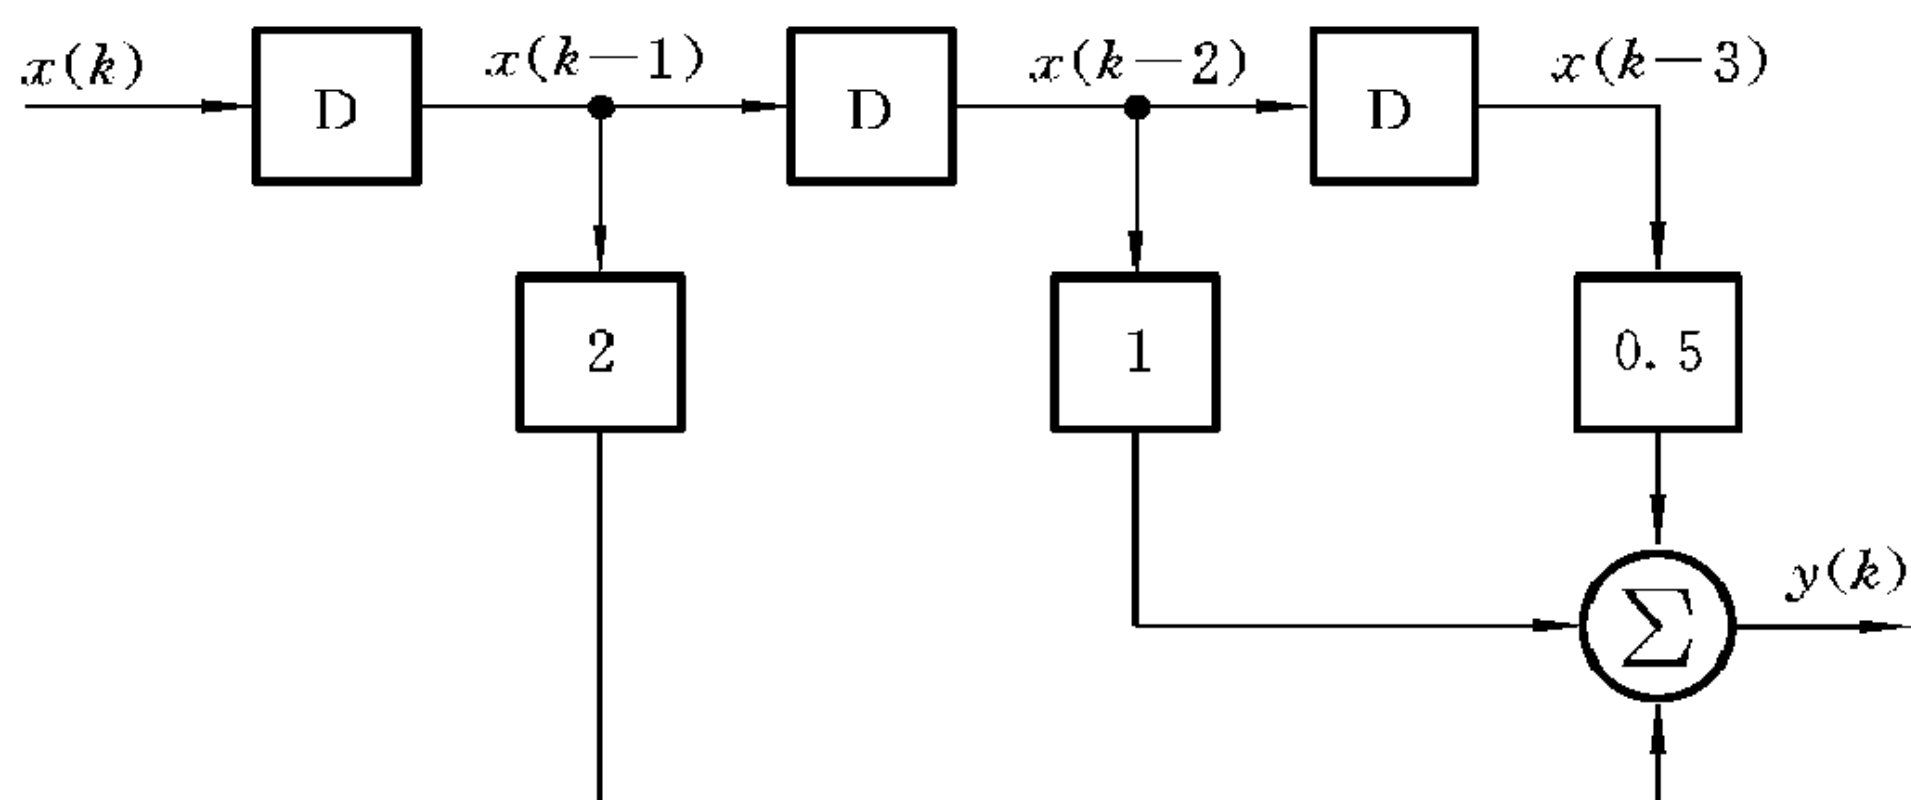 x(k)
D
x(k-1)
D
x(k-2)
D
x(k-3)
2
1
0.5
Σ
y(k)